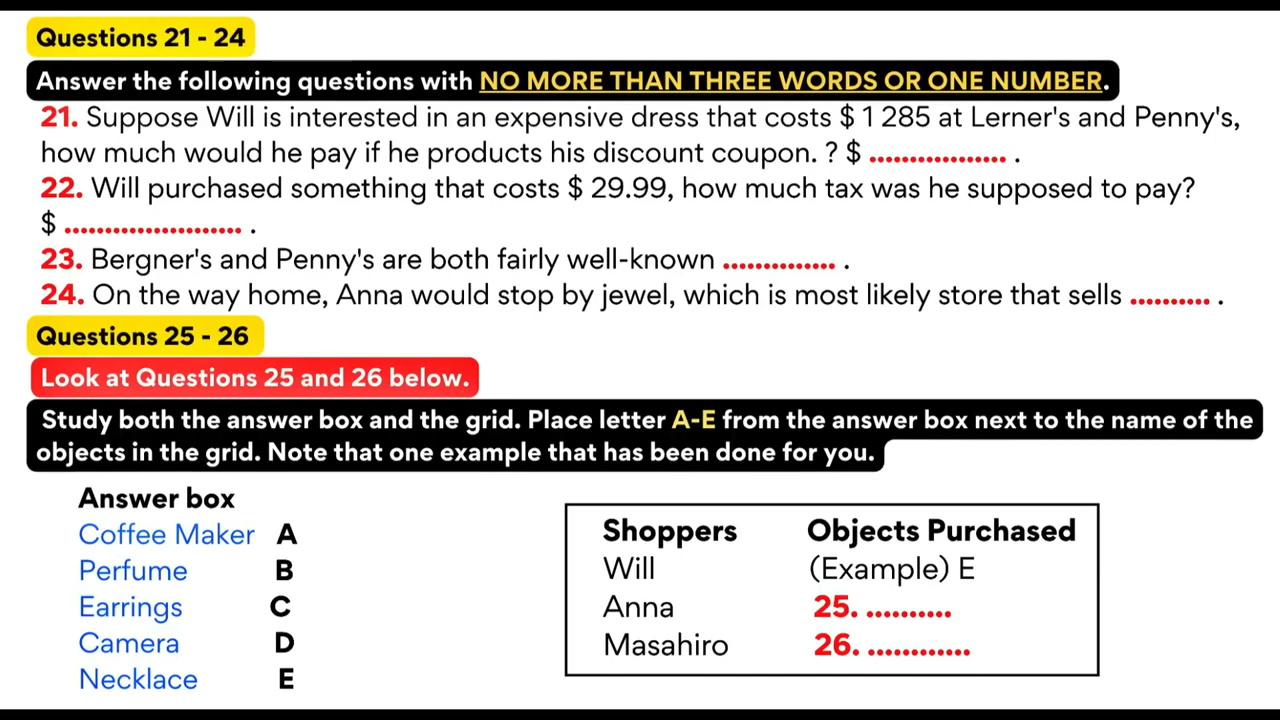 Questions 21 - 24
Answer the following questions with NO MORE THAN THREE WORDS OR ONE NUMBER.
21. Suppose Will is interested in an expensive dress that costs $ 1 285 at Lerner's and Penny's,
how much would he pay if he products his discount coupon. ? $ .................. .
22. Will purchased something that costs $ 29.99, how much tax was he supposed to pay?
$ ....................... .
23. Bergner's and Penny's are both fairly well-known .............. .
24. On the way home, Anna would stop by jewel, which is most likely store that sells .......... .
Questions 25 - 26
Look at Questions 25 and 26 below.
Study both the answer box and the grid. Place letter A-E from the answer box next to the name of the
objects in the grid. Note that one example that has been done for you.
Answer box
Coffee Maker A
Perfume B
Earrings C
Camera D
Necklace E
Shoppers Objects Purchased
Will (Example) E
Anna 25. ..........
Masahiro 26. ............